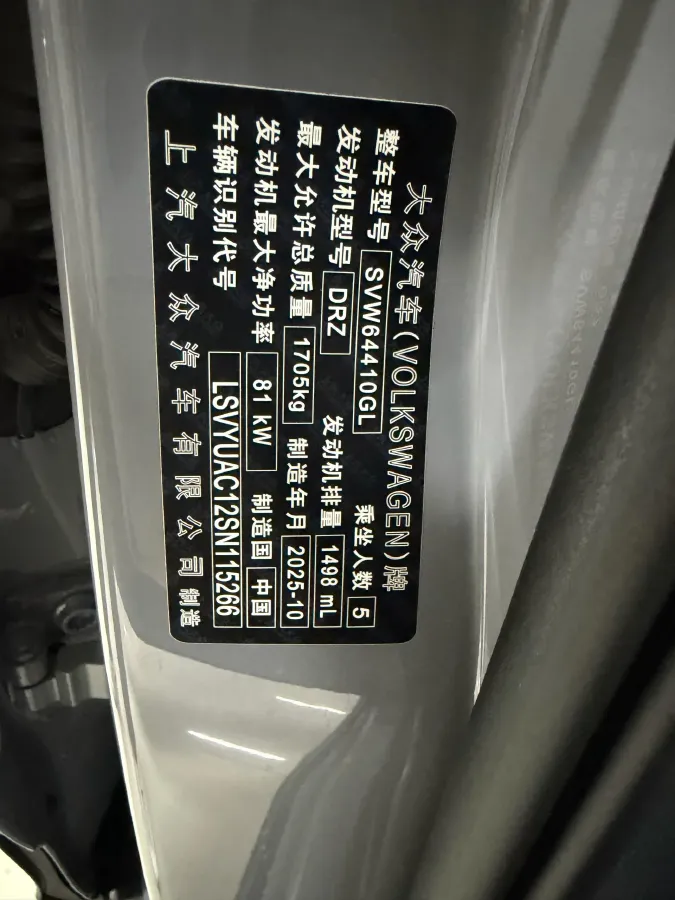 大众汽车(VOLKSWAGEN)牌
整车型号 SVW64410GL 乘坐人数 5
发动机型号 DRZ 发动机排量 1498 mL
最大允许总质量 1705kg 制造年月 2025-10
发动机最大净功率 81 kW 制造国 中国
车辆识别代号 LSVYUAC12SN115266
上汽大众汽车有限公司 制造